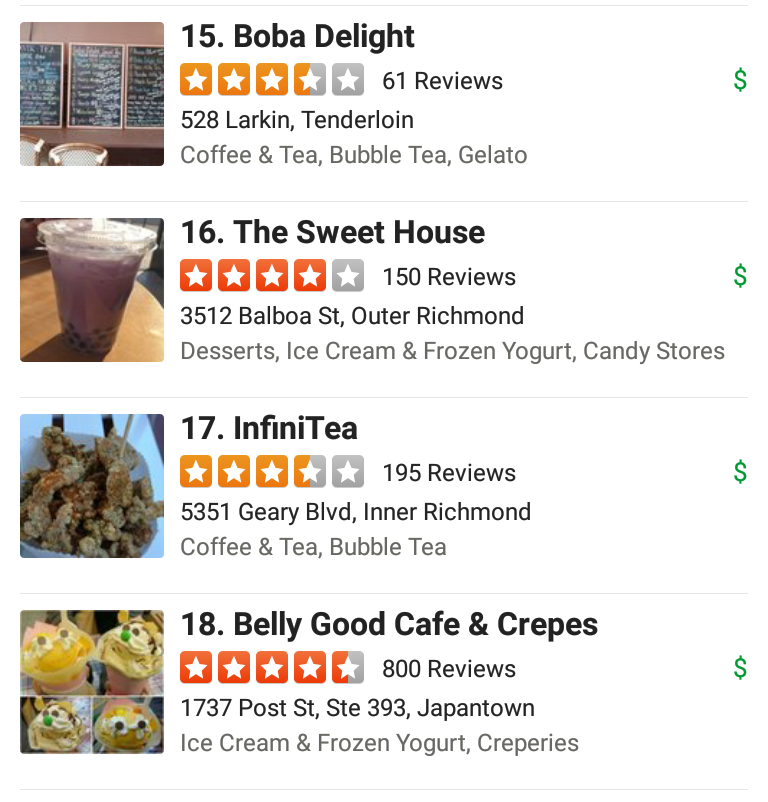 15. Boba Delight
61 Reviews
$
528 Larkin, Tenderloin
Coffee & Tea, Bubble Tea, Gelato
16. The Sweet House
150 Reviews
$
3512 Balboa St, Outer Richmond
Desserts, Ice Cream & Frozen Yogurt, Candy Stores
17. InfiniTea
195 Reviews
$
5351 Geary Blvd, Inner Richmond
Coffee & Tea, Bubble Tea
18. Belly Good Cafe & Crepes
800 Reviews
$
1737 Post St, Ste 393, Japantown
Ice Cream & Frozen Yogurt, Creperies